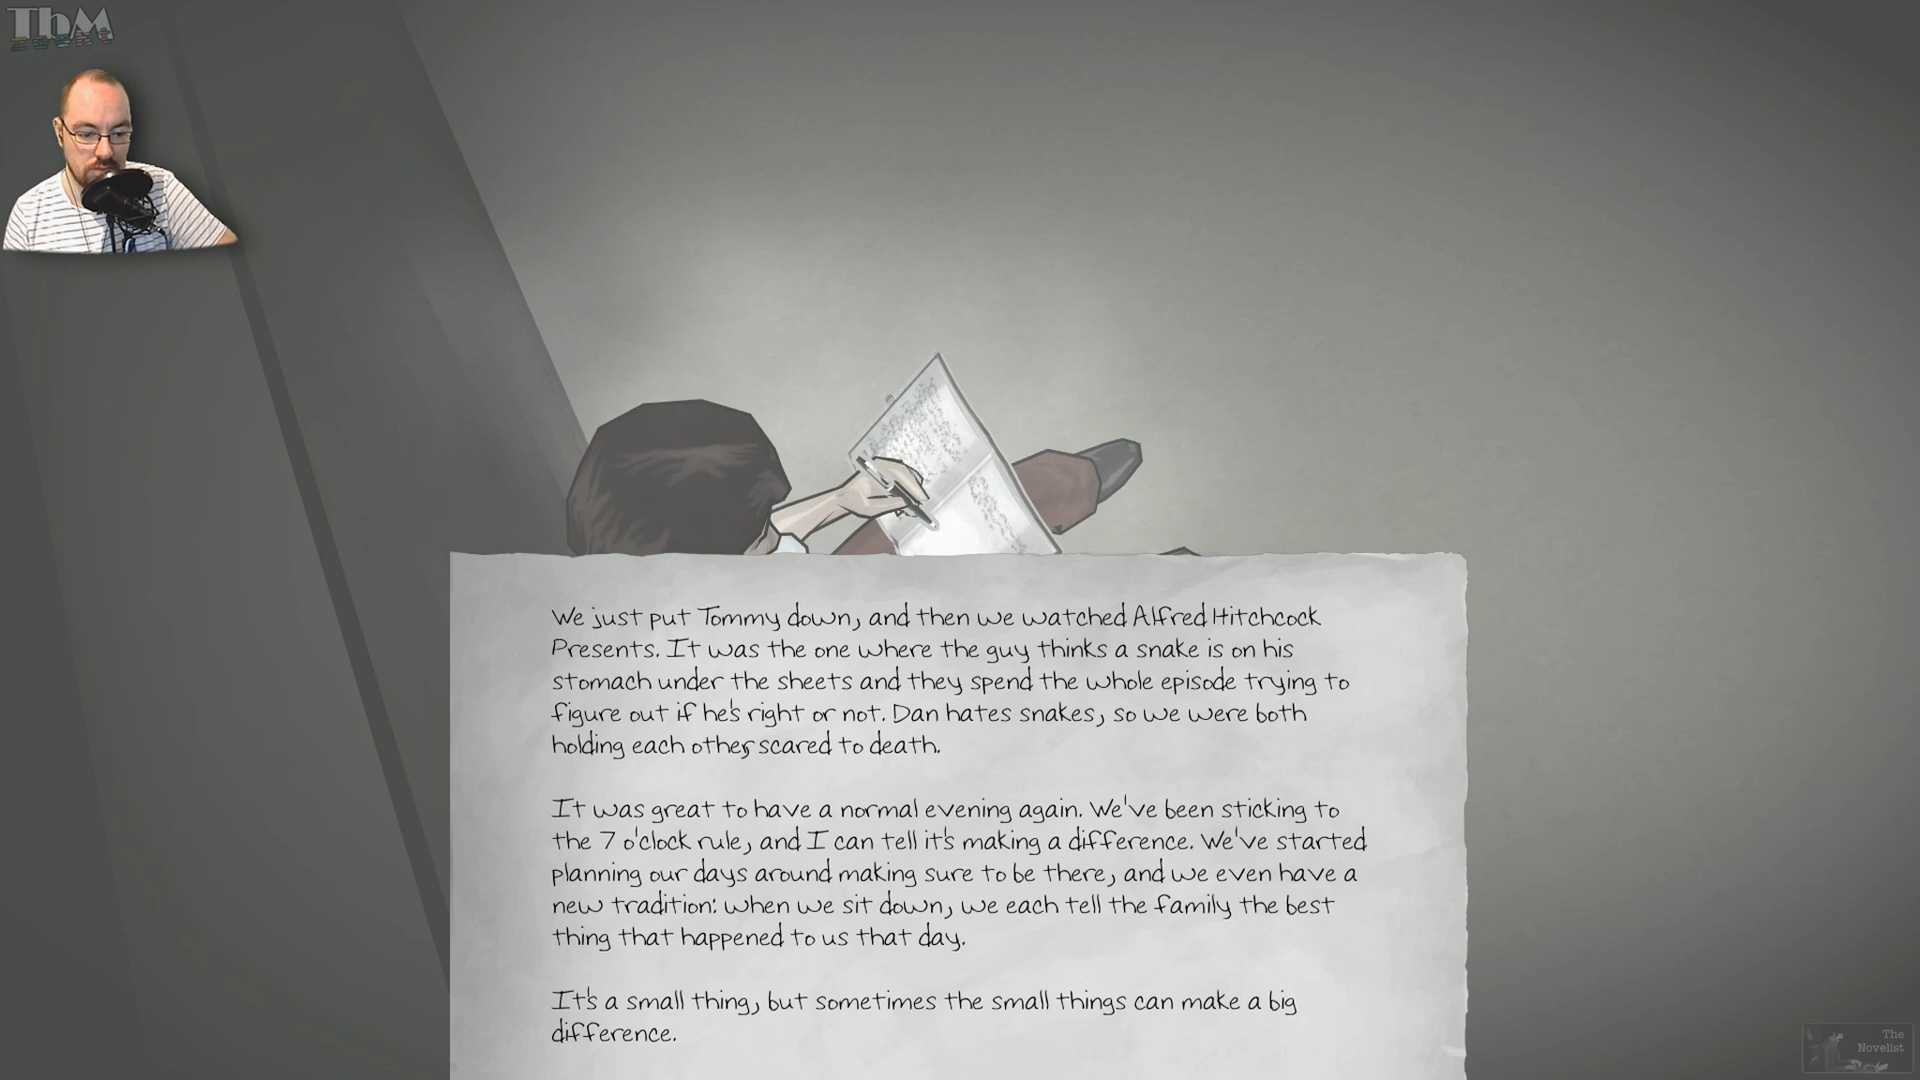 TbM
We just put Tommy down, and then we watched Alfred Hitchcock
Presents. It was the one where the guy thinks a snake is on his
stomach under the sheets and they spend the whole episode trying to
figure out if he's right or not. Dan hates snakes, so we were both
holding each other, scared to death.
It was great to have a normal evening again. We've been sticking to
the 7 o'clock rule, and I can tell it's making a difference. We've started
planning our days around making sure to be there, and we even have a
new tradition: when we sit down, we each tell the family the best
thing that happened to us that day.
It's a small thing, but sometimes the small things can make a big
difference.
The
Novelist